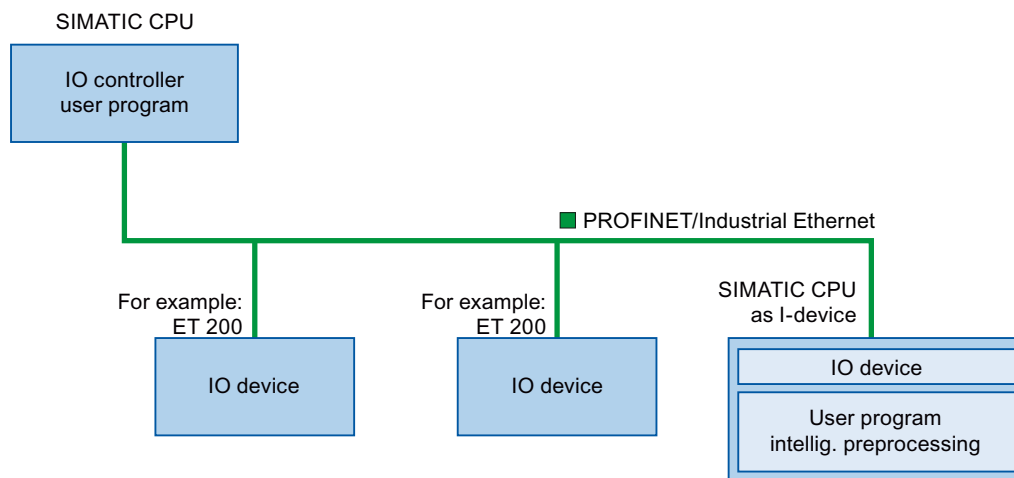 SIMATIC CPU
IO controller
user program
PROFINET/Industrial Ethernet
For example:
ET 200
IO device
For example:
ET 200
IO device
SIMATIC CPU
as I-device
IO device
User program
intellig. preprocessing